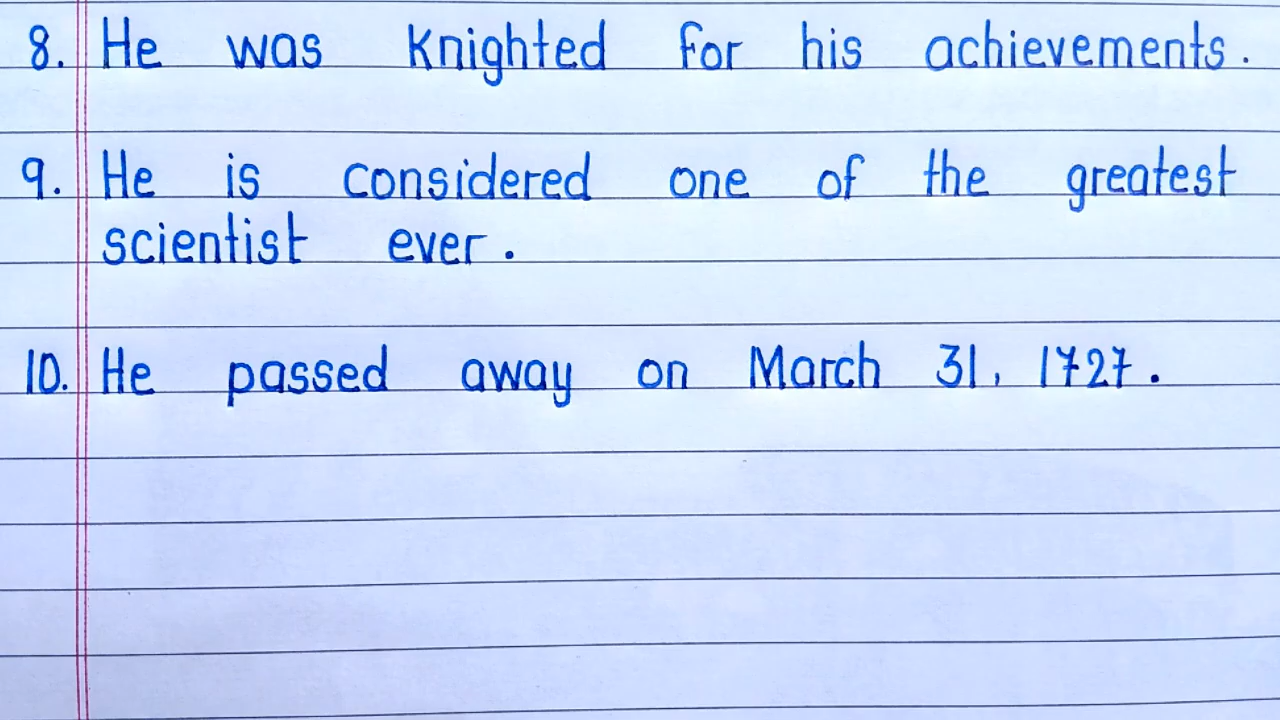 8. He was knighted for his achievements.
9. He is considered one of the greatest
scientist ever.
10. He passed away on March 31, 1727.